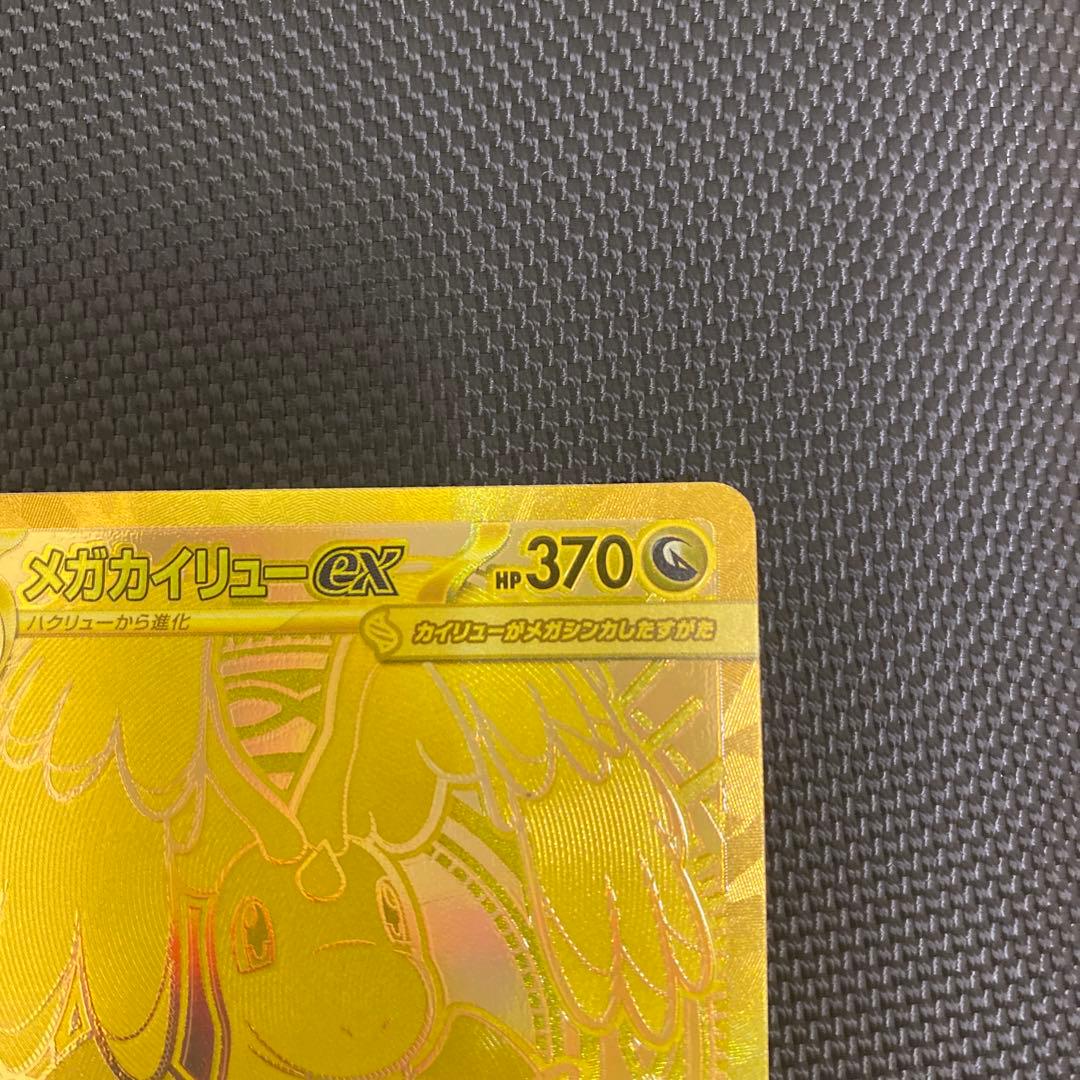 メガカイリューex HP370
ハクリューから進化
カイリューがメガシンカしたすがた